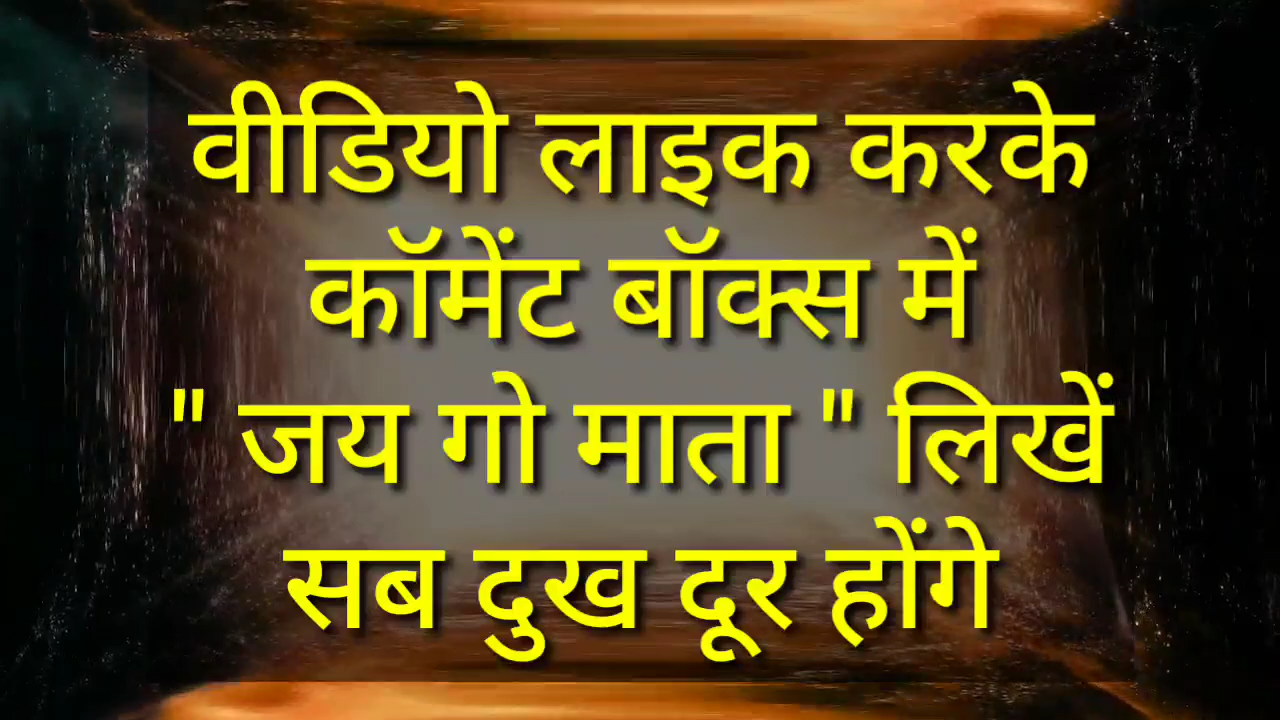 वीडियो लाइक करके
कॉमेंट बॉक्स में
" जय गो माता " लिखें
सब दुख दूर होंगे